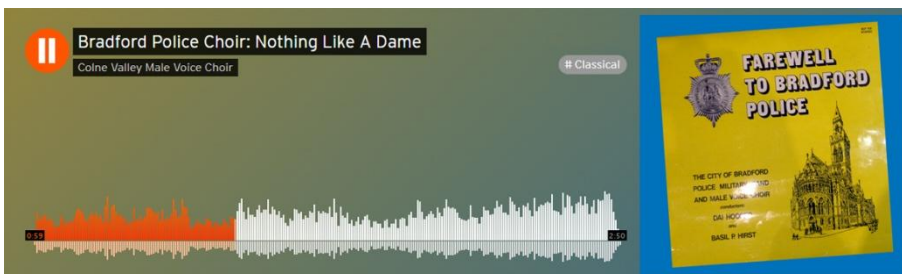 Bradford Police Choir: Nothing Like A Dame
Colne Valley Male Voice Choir
# Classical
0:59
2:50
FAREWELL
TO BRADFORD
POLICE
THE CITY OF BRADFORD
POLICE MILITARY BAND
AND MALE VOICE CHOIR
DAI
BASIL P HIRST